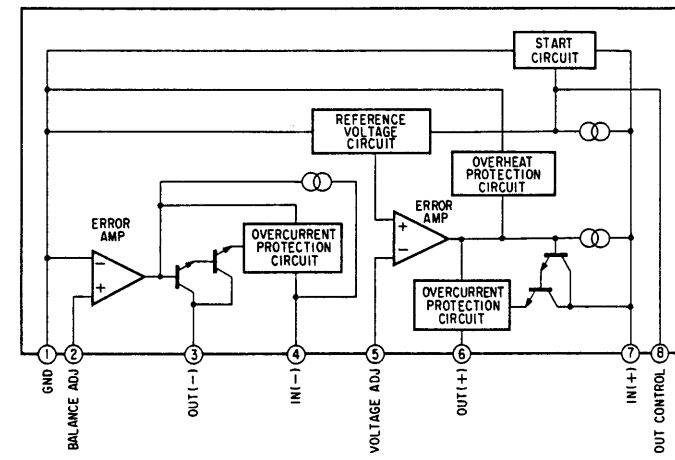 START
CIRCUIT
REFERENCE
VOLTAGE
CIRCUIT
OVERHEAT
PROTECTION
CIRCUIT
ERROR
AMP
ERROR
AMP
OVERCURRENT
PROTECTION
CIRCUIT
OVERCURRENT
PROTECTION
CIRCUIT
-
+
+
-
1
2
3
4
5
6
7
8
GND
BALANCE ADJ
OUT(-)
IN(-)
VOLTAGE ADJ
OUT(+)
IN(+)
OUT CONTROL